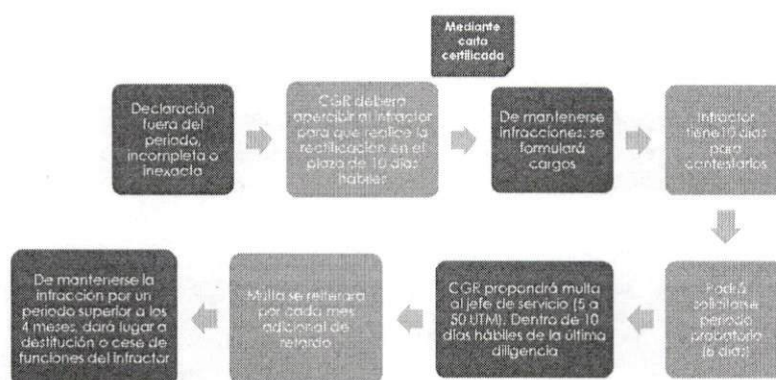 Mediante
carta
certificada
Declaración
fuera del
periodo,
incompleta o
inexacta
CGR deberá
apercibir al infractor
para que realice la
rectificación en el
plazo de 10 días
hábiles
De mantenerse
infracciones, se
formulará
cargos
Infractor
tiene 10 días
para
contestarlos
Podrá
solicitarse
periodo
probatorio
(6 días)
CGR propondrá multa
al jefe de servicio (5 a
50 UTM). Dentro de 10
días hábiles de la última
diligencia
Multa se reiterará
por cada mes
adicional de
retardo
De mantenerse la
infracción por un
periodo superior a los
4 meses, dará lugar a
destitución o cese de
funciones del infractor